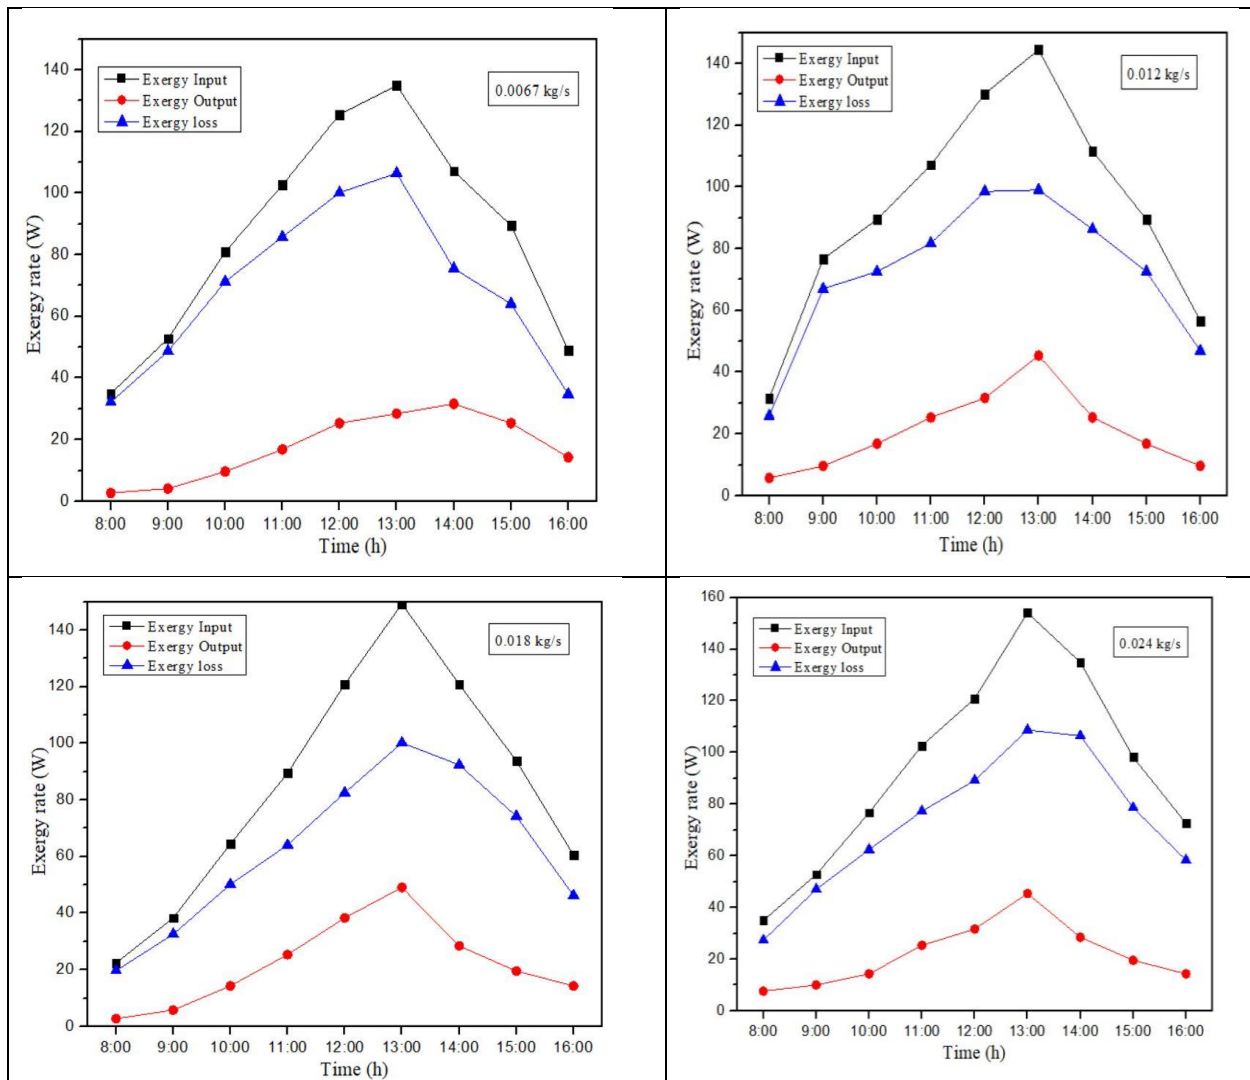 Exergy Input
Exergy Output
Exergy loss
0.0067 kg/s
140
120
100
80
60
40
20
0
Exergy rate (W)
8:00 9:00 10:00 11:00 12:00 13:00 14:00 15:00 16:00
Time (h)
Exergy Input
Exergy Output
Exergy loss
0.012 kg/s
140
120
100
80
60
40
20
0
Exergy rate (W)
8:00 9:00 10:00 11:00 12:00 13:00 14:00 15:00 16:00
Time (h)
Exergy Input
Exergy Output
Exergy loss
0.018 kg/s
140
120
100
80
60
40
20
0
Exergy rate (W)
8:00 9:00 10:00 11:00 12:00 13:00 14:00 15:00 16:00
Time (h)
Exergy Input
Exergy Output
Exergy loss
0.024 kg/s
160
140
120
100
80
60
40
20
0
Exergy rate (W)
8:00 9:00 10:00 11:00 12:00 13:00 14:00 15:00 16:00
Time (h)